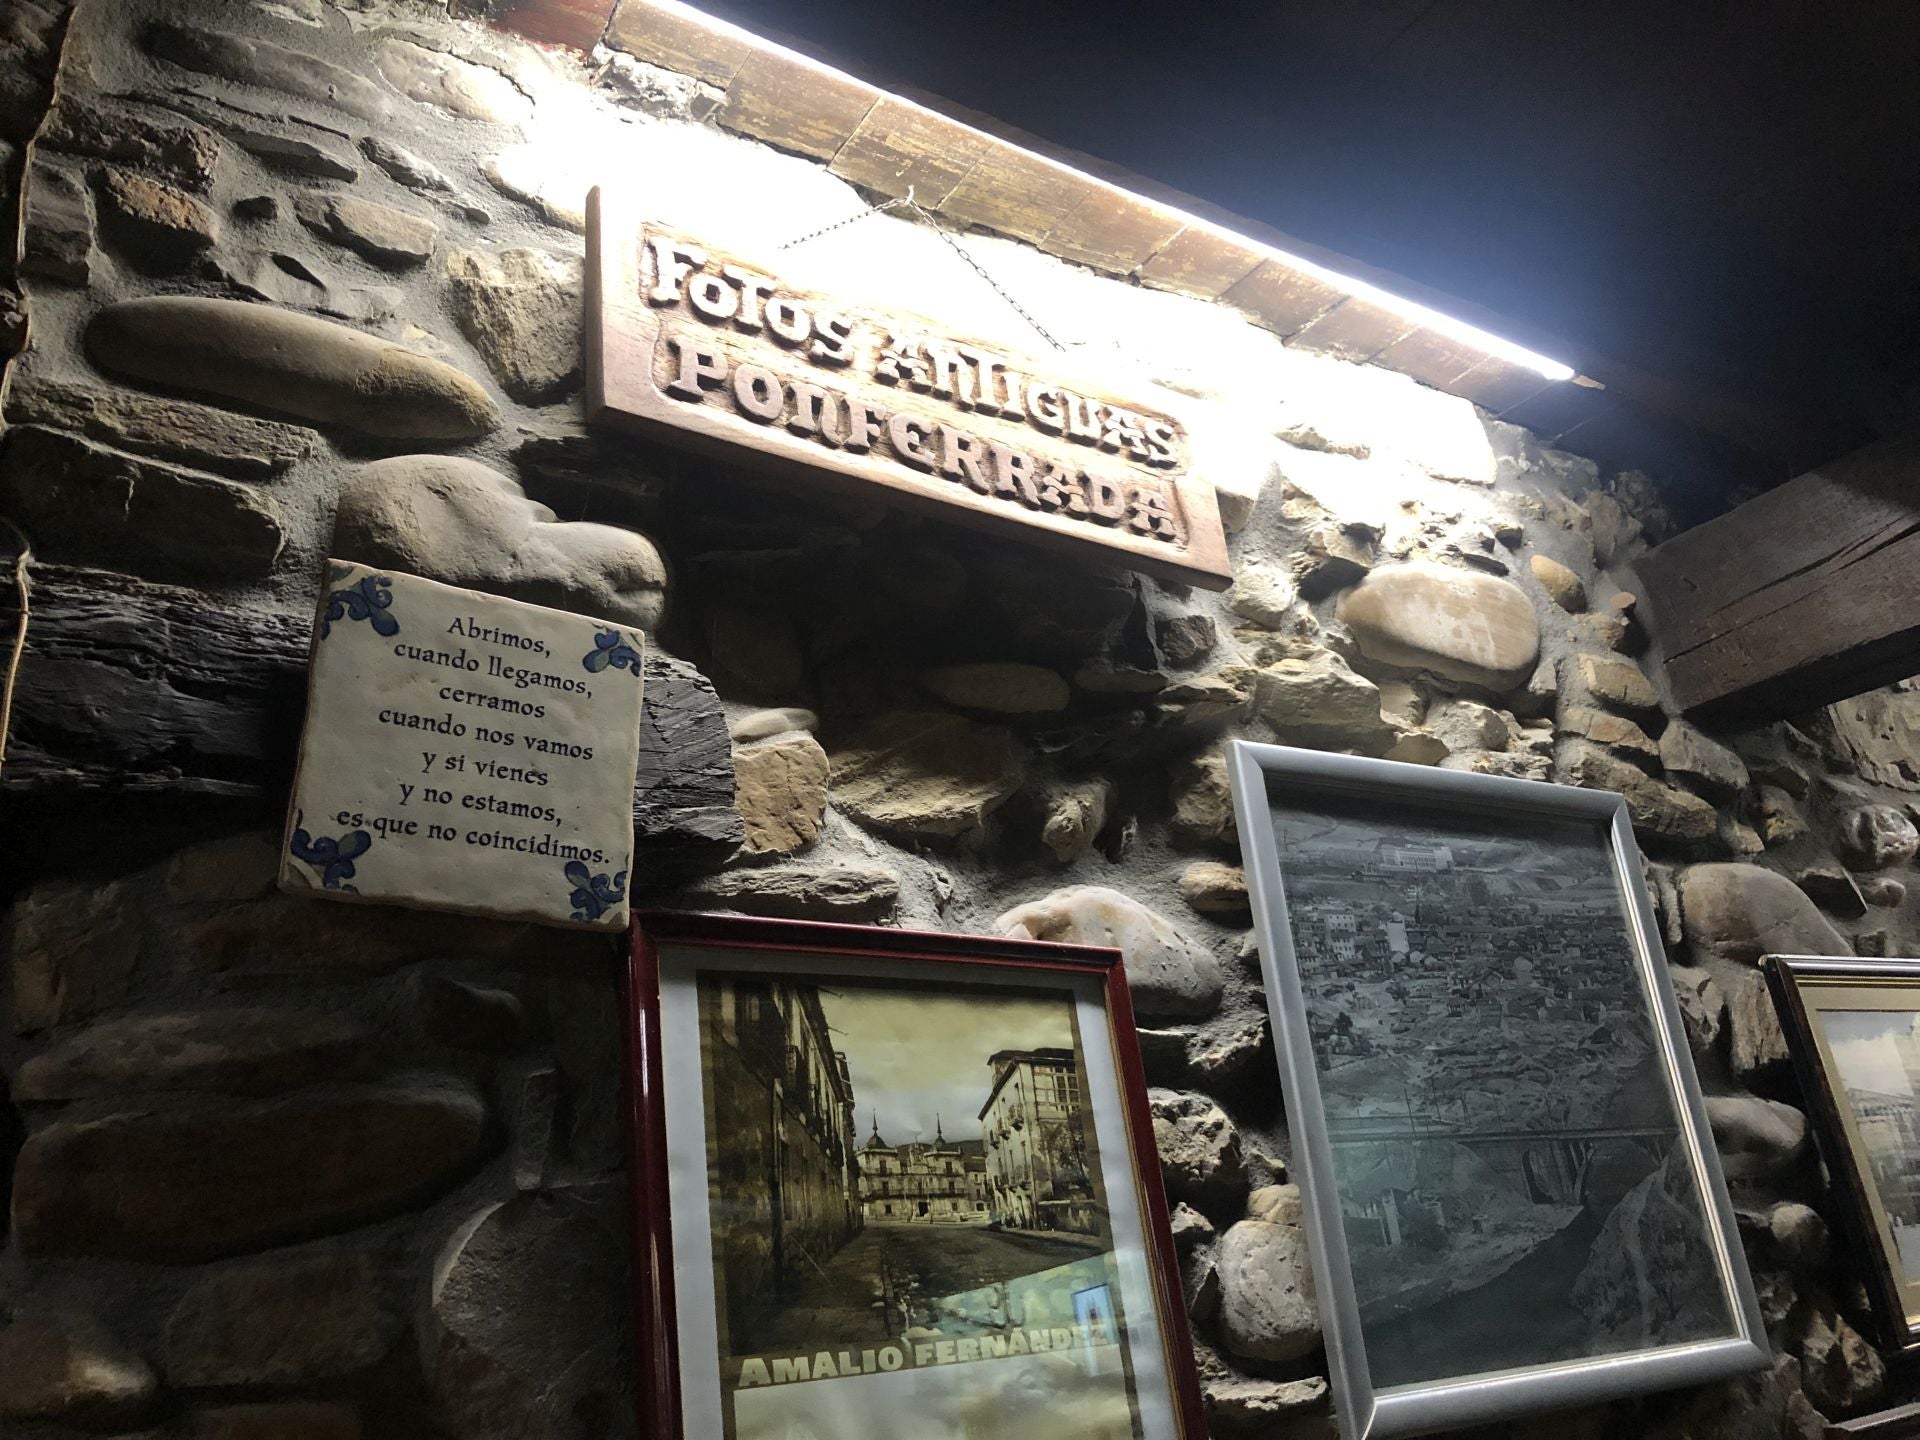 FOTOS ANTIGUAS
PONFERRADA
Abrimos,
cuando llegamos,
cerramos
cuando nos vamos
y si vienes
y no estamos,
es que no coincidimos.
AMALIO FERNÁNDEZ